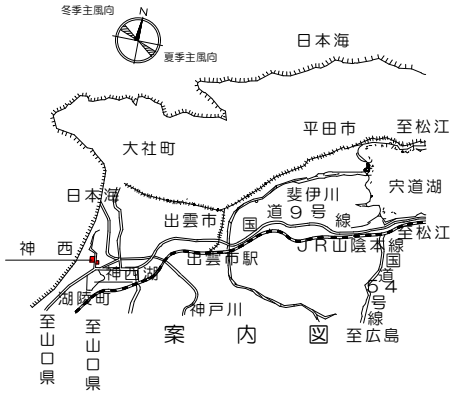 冬季主風向
N
夏季主風向
日本海
平田市
至松江
大社町
宍道湖
斐伊川
日本海
出雲市
国道9号線
至松江
JR山陰本線
神西
出雲市駅
神西湖
湖陵町
神戸川
国道54号線
至山口県
至山口県
案内図
至広島